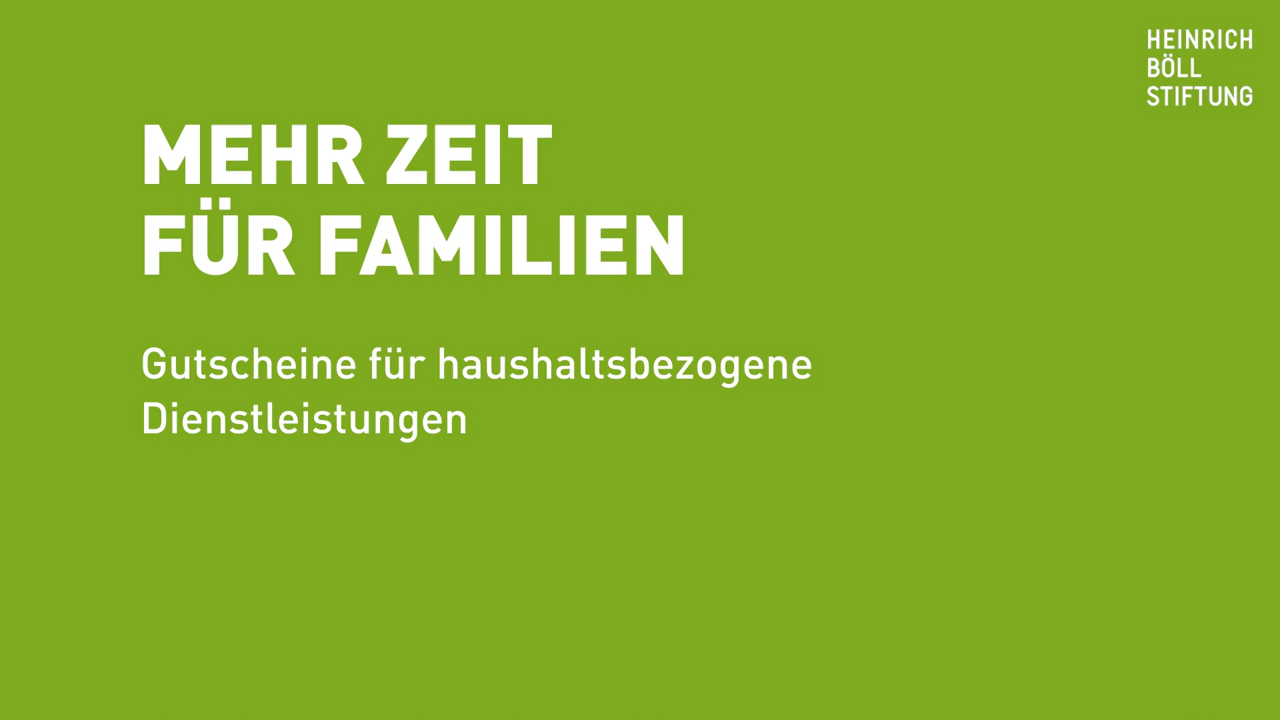 HEINRICH
BÖLL
STIFTUNG
MEHR ZEIT
FÜR FAMILIEN
Gutscheine für haushaltsbezogene
Dienstleistungen